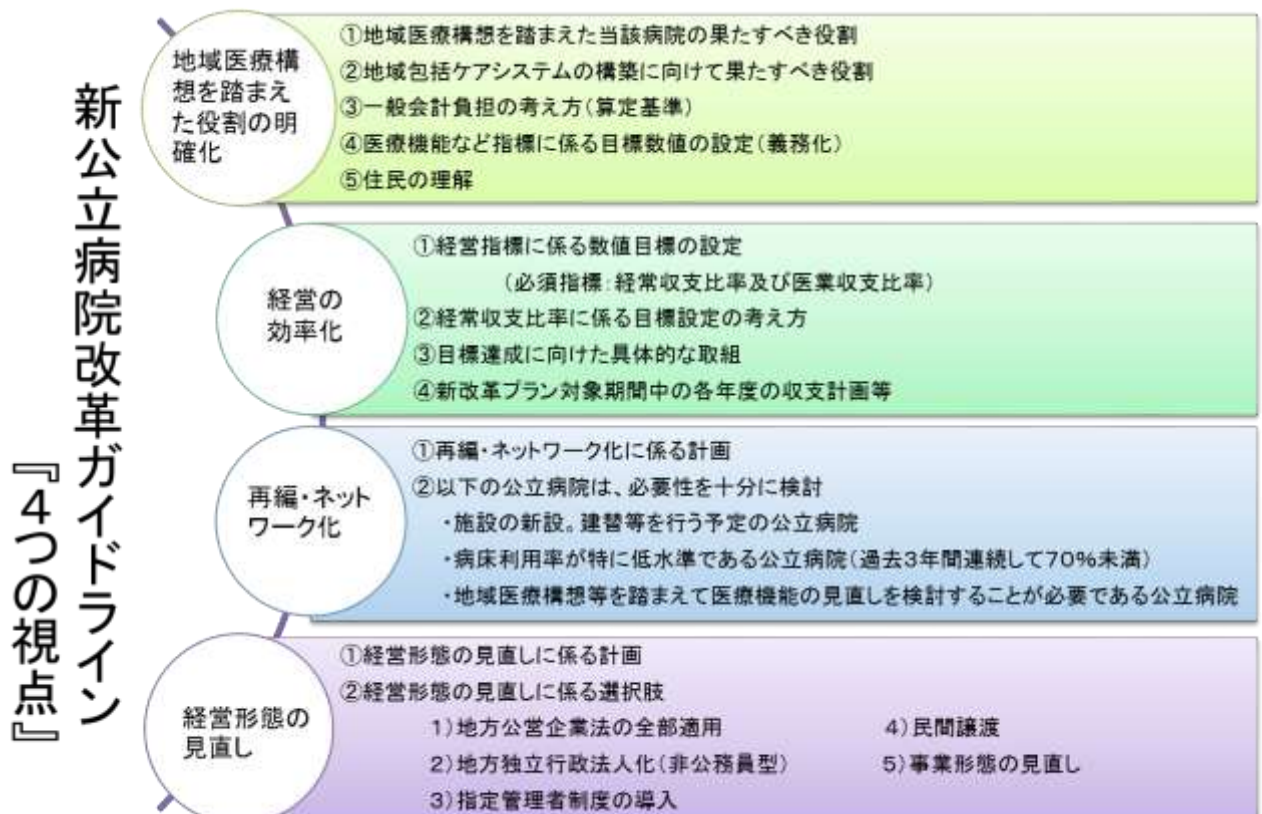 新公立病院改革ガイドライン
『４つの視点』
地域医療構
想を踏まえ
た役割の明
確化
①地域医療構想を踏まえた当該病院の果たすべき役割
②地域包括ケアシステムの構築に向けて果たすべき役割
③一般会計負担の考え方（算定基準）
④医療機能など指標に係る目標数値の設定（義務化）
⑤住民の理解
経営の
効率化
①経営指標に係る数値目標の設定
（必須指標：経常収支比率及び医業収支比率）
②経常収支比率に係る目標設定の考え方
③目標達成に向けた具体的な取組
④新改革プラン対象期間中の各年度の収支計画等
再編・ネット
ワーク化
①再編・ネットワーク化に係る計画
②以下の公立病院は、必要性を十分に検討
・施設の新設。建替等を行う予定の公立病院
・病床利用率が特に低水準である公立病院（過去3年間連続して70％未満）
・地域医療構想等を踏まえて医療機能の見直しを検討することが必要である公立病院
経営形態の
見直し
①経営形態の見直しに係る計画
②経営形態の見直しに係る選択肢
１）地方公営企業法の全部適用
２）地方独立行政法人化（非公務員型）
３）指定管理者制度の導入
４）民間譲渡
５）事業形態の見直し